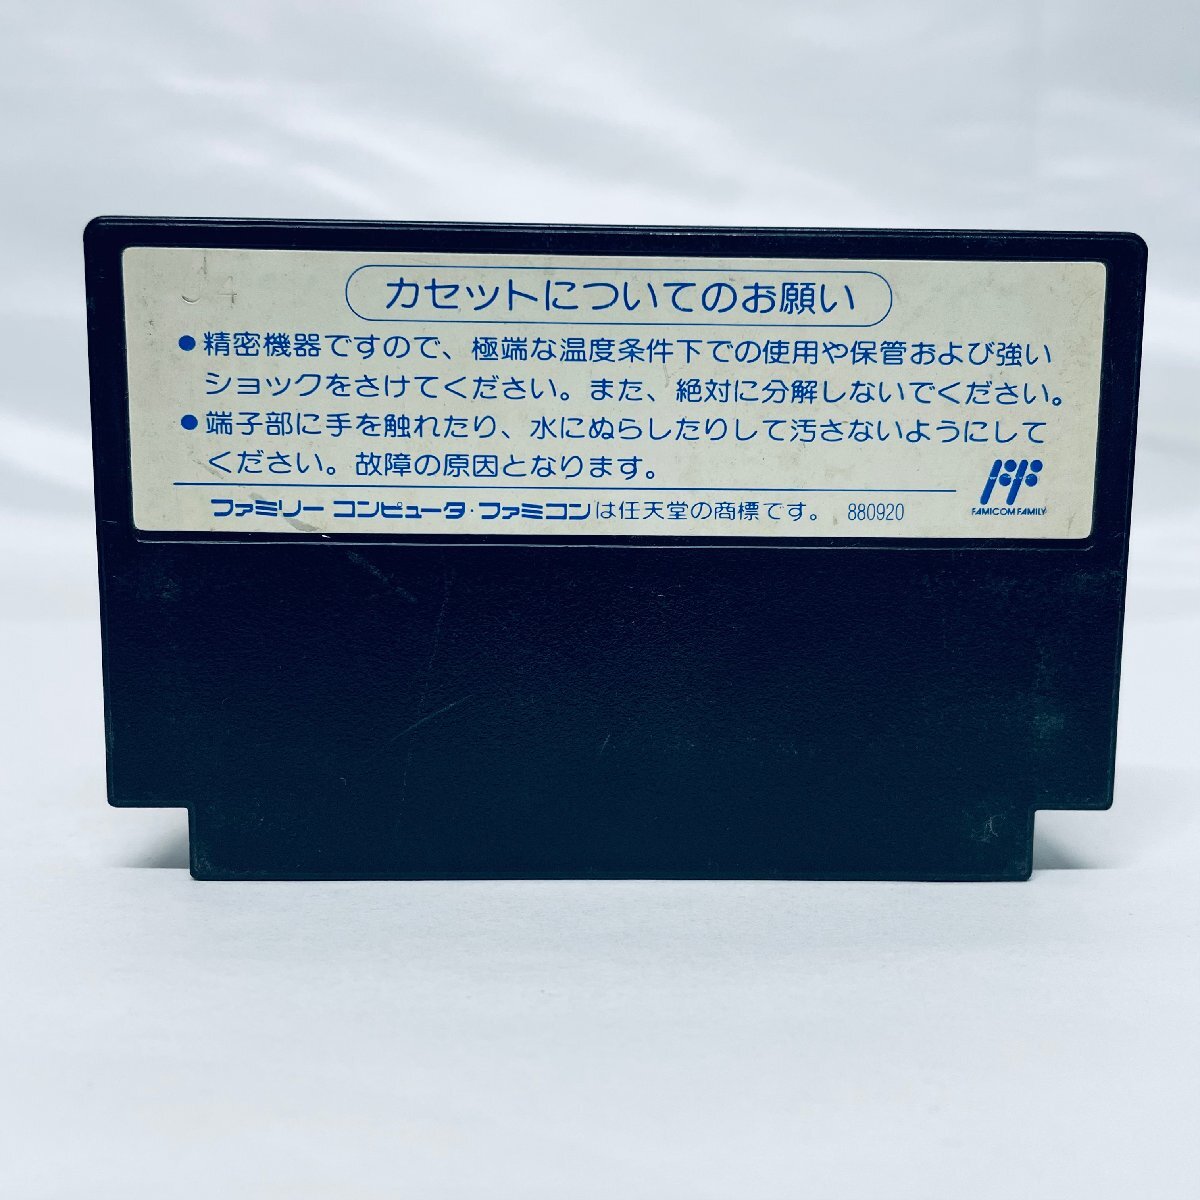 カセットについてのお願い
●精密機器ですので、極端な温度条件下での使用や保管および強い
ショックをさけてください。また、絶対に分解しないでください。
●端子部に手を触れたり、水にぬらしたりして汚さないようにして
ください。故障の原因となります。
ファミリー コンピュータ・ファミコンは任天堂の商標です。 880920
FAMICOM FAMILY